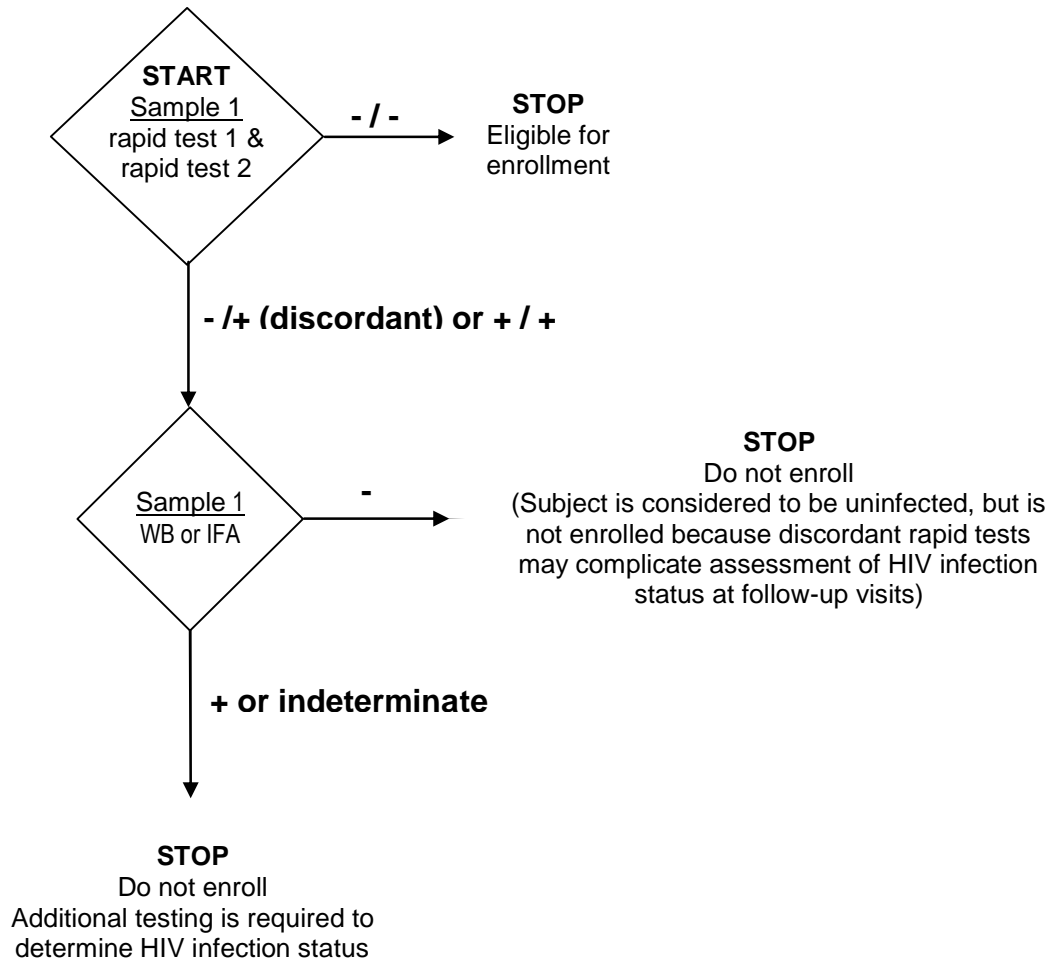 START
Sample 1
rapid test 1 &
rapid test 2
- / -
STOP
Eligible for
enrollment
- /+ (discordant) or + / +
Sample 1
WB or IFA
-
STOP
Do not enroll
(Subject is considered to be uninfected, but is
not enrolled because discordant rapid tests
may complicate assessment of HIV infection
status at follow-up visits)
+ or indeterminate
STOP
Do not enroll
Additional testing is required to
determine HIV infection status